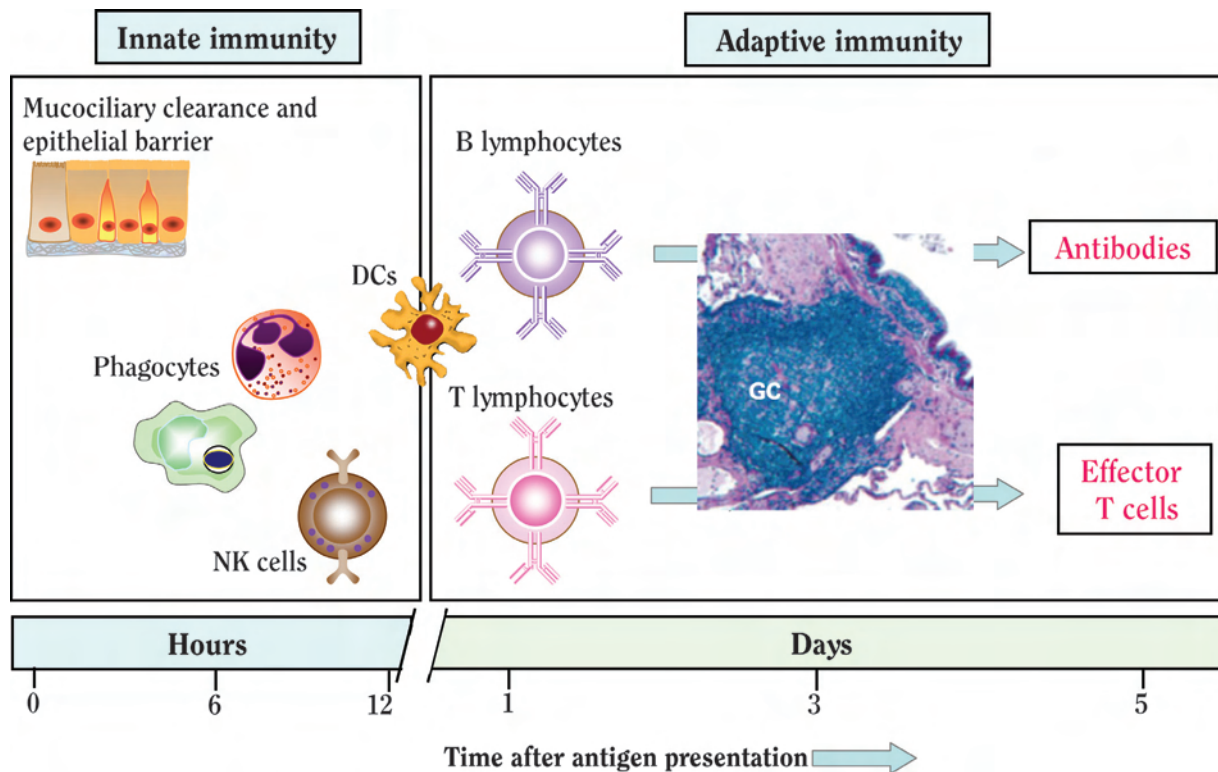 Innate immunity
Adaptive immunity
Mucociliary clearance and
epithelial barrier
B lymphocytes
DCs
Antibodies
Phagocytes
T lymphocytes
GC
Effector
T cells
NK cells
Hours
Days
0
6
12
1
3
5
Time after antigen presentation